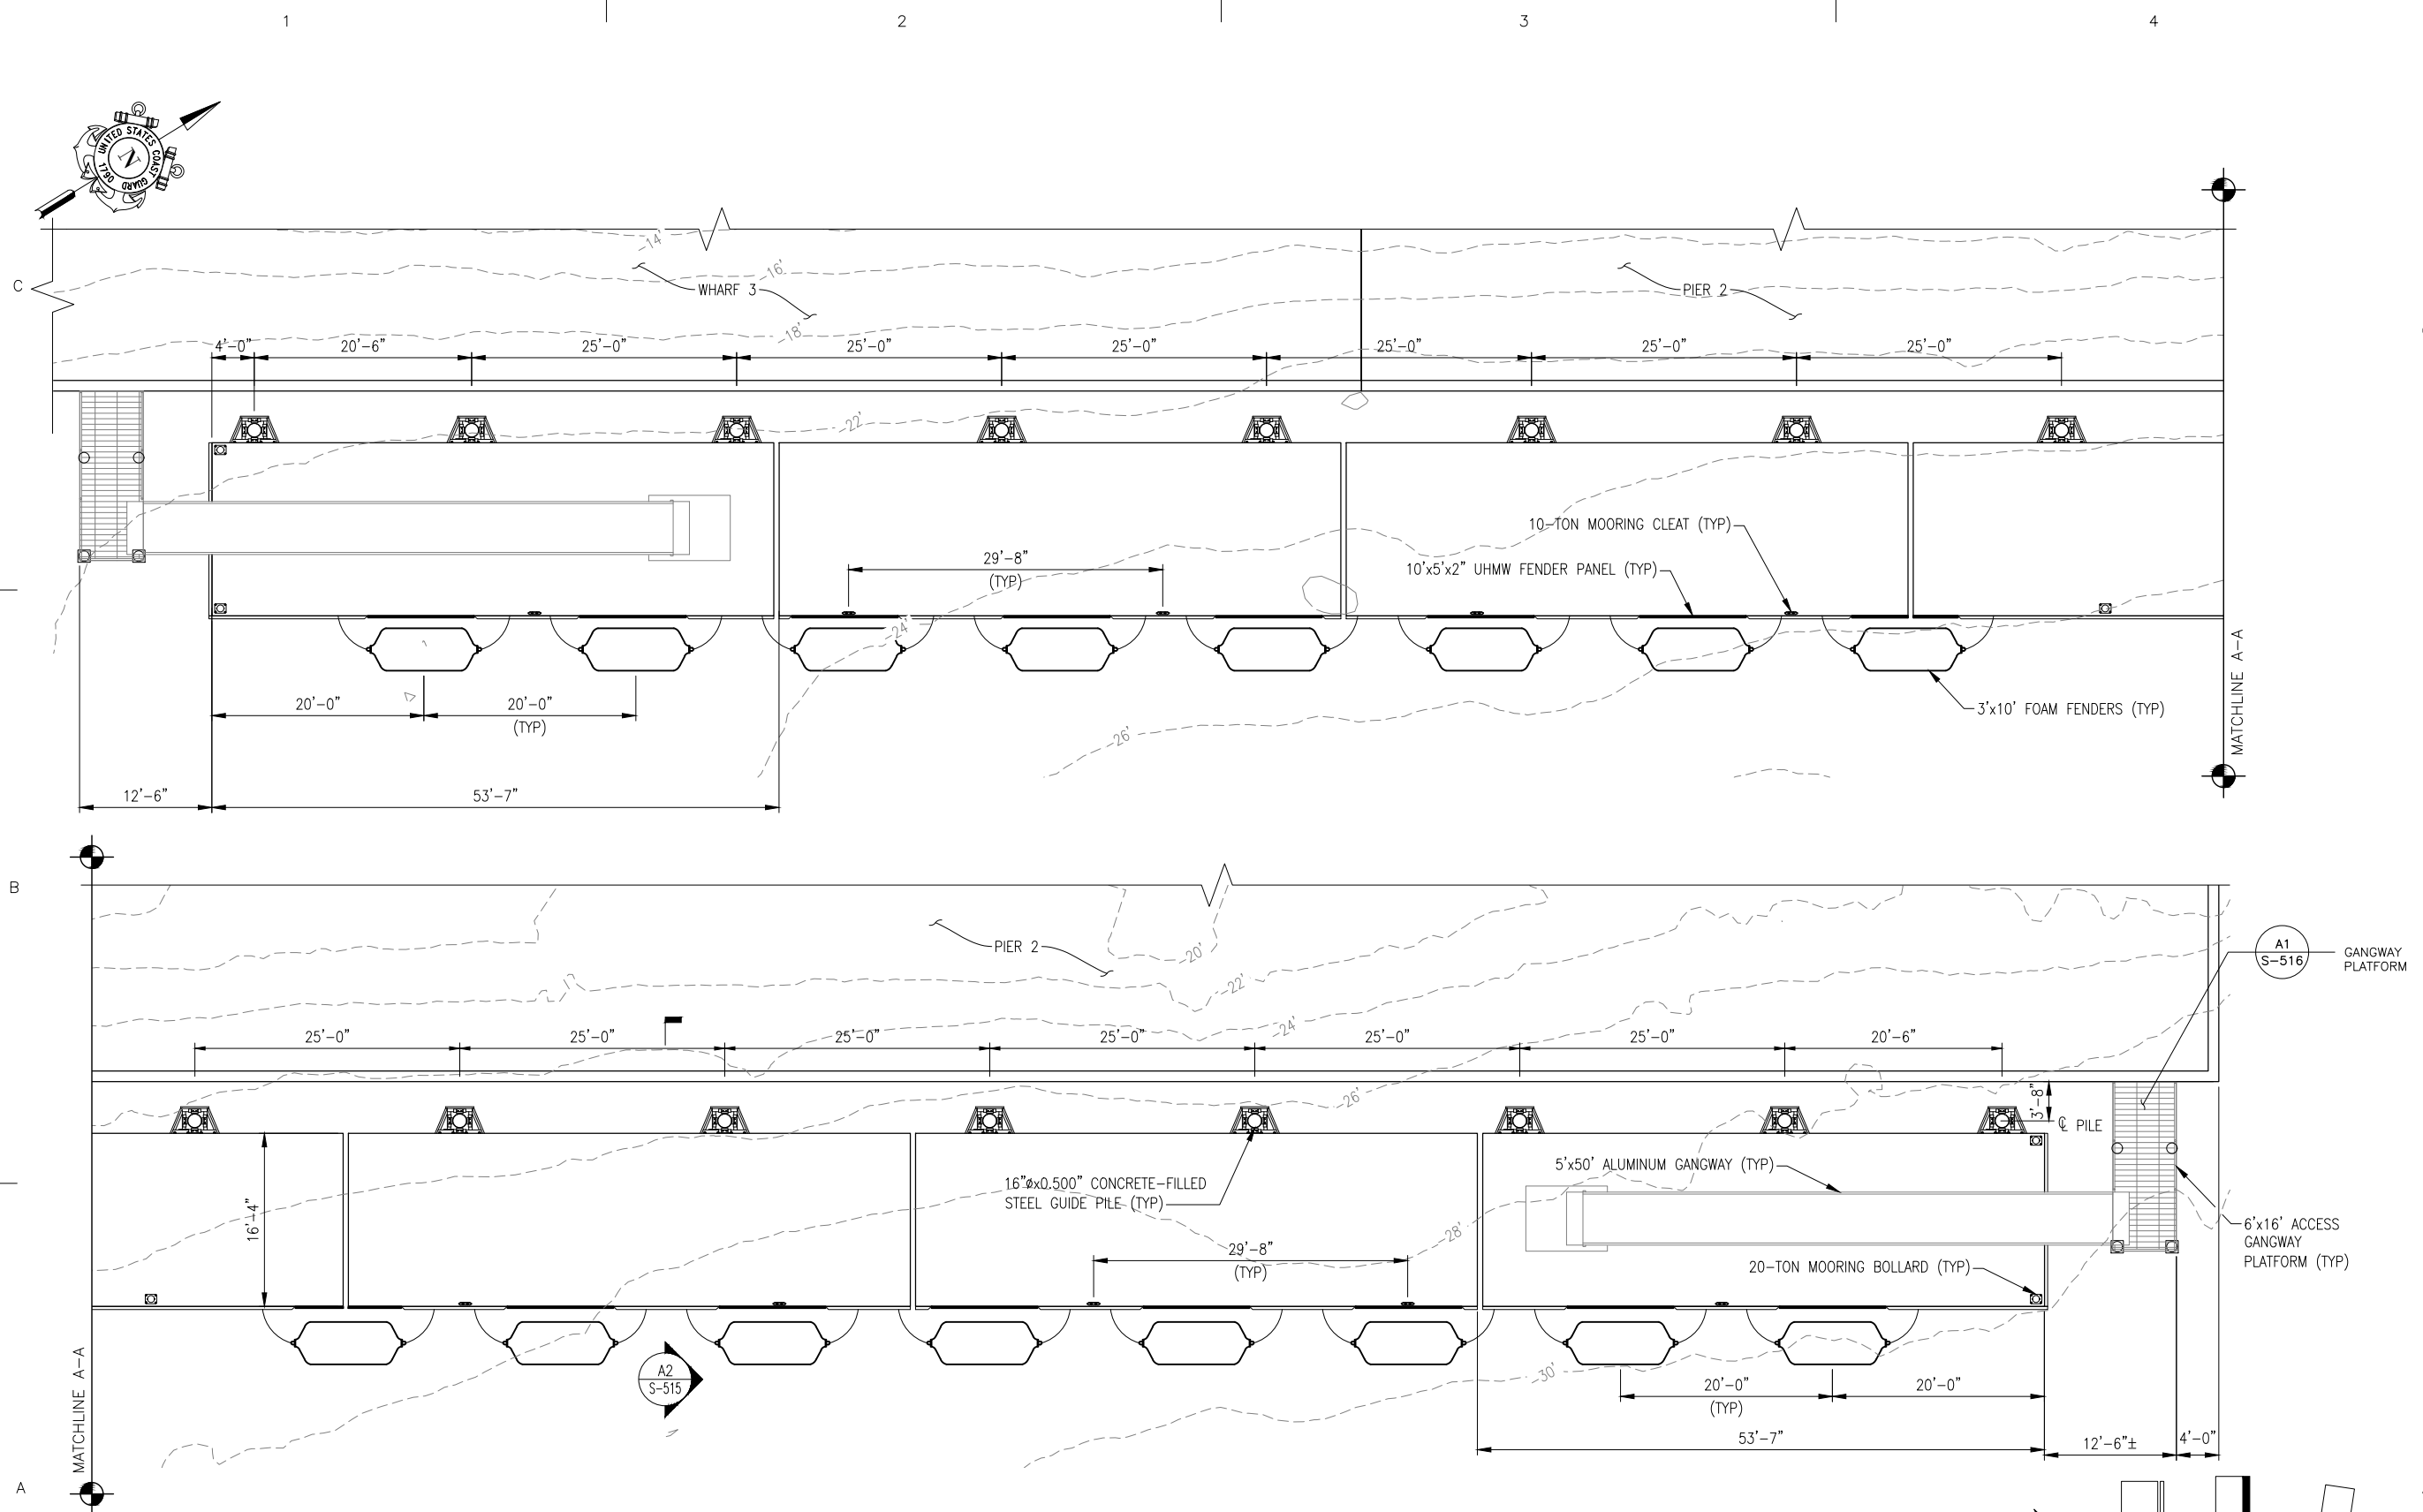 1
2
3
4
UNITED STATES COAST GUARD
1790
N
-14'
-16'
C
WHARF 3
PIER 2
-18'
4'-0"
20'-6"
25'-0"
25'-0"
25'-0"
25'-0"
25'-0"
25'-0"
-22'
10-TON MOORING CLEAT (TYP)
29'-8"
(TYP)
10'x5'x2" UHMW FENDER PANEL (TYP)
-24'
MATCHLINE A-A
20'-0"
20'-0"
(TYP)
3'x10' FOAM FENDERS (TYP)
-26'
12'-6"
53'-7"
B
PIER 2
-20'
A1
S-516
GANGWAY
PLATFORM
-22'
-24'
25'-0"
25'-0"
25'-0"
25'-0"
25'-0"
25'-0"
20'-6"
-26'
3'-8"
℄ PILE
5'x50' ALUMINUM GANGWAY (TYP)
16"øx0.500" CONCRETE-FILLED
STEEL GUIDE PILE (TYP)
16'-4"
-28'
6'x16' ACCESS
GANGWAY
PLATFORM (TYP)
29'-8"
(TYP)
20-TON MOORING BOLLARD (TYP)
MATCHLINE A-A
A2
S-515
-30'
20'-0"
(TYP)
20'-0"
53'-7"
12'-6"±
4'-0"
A